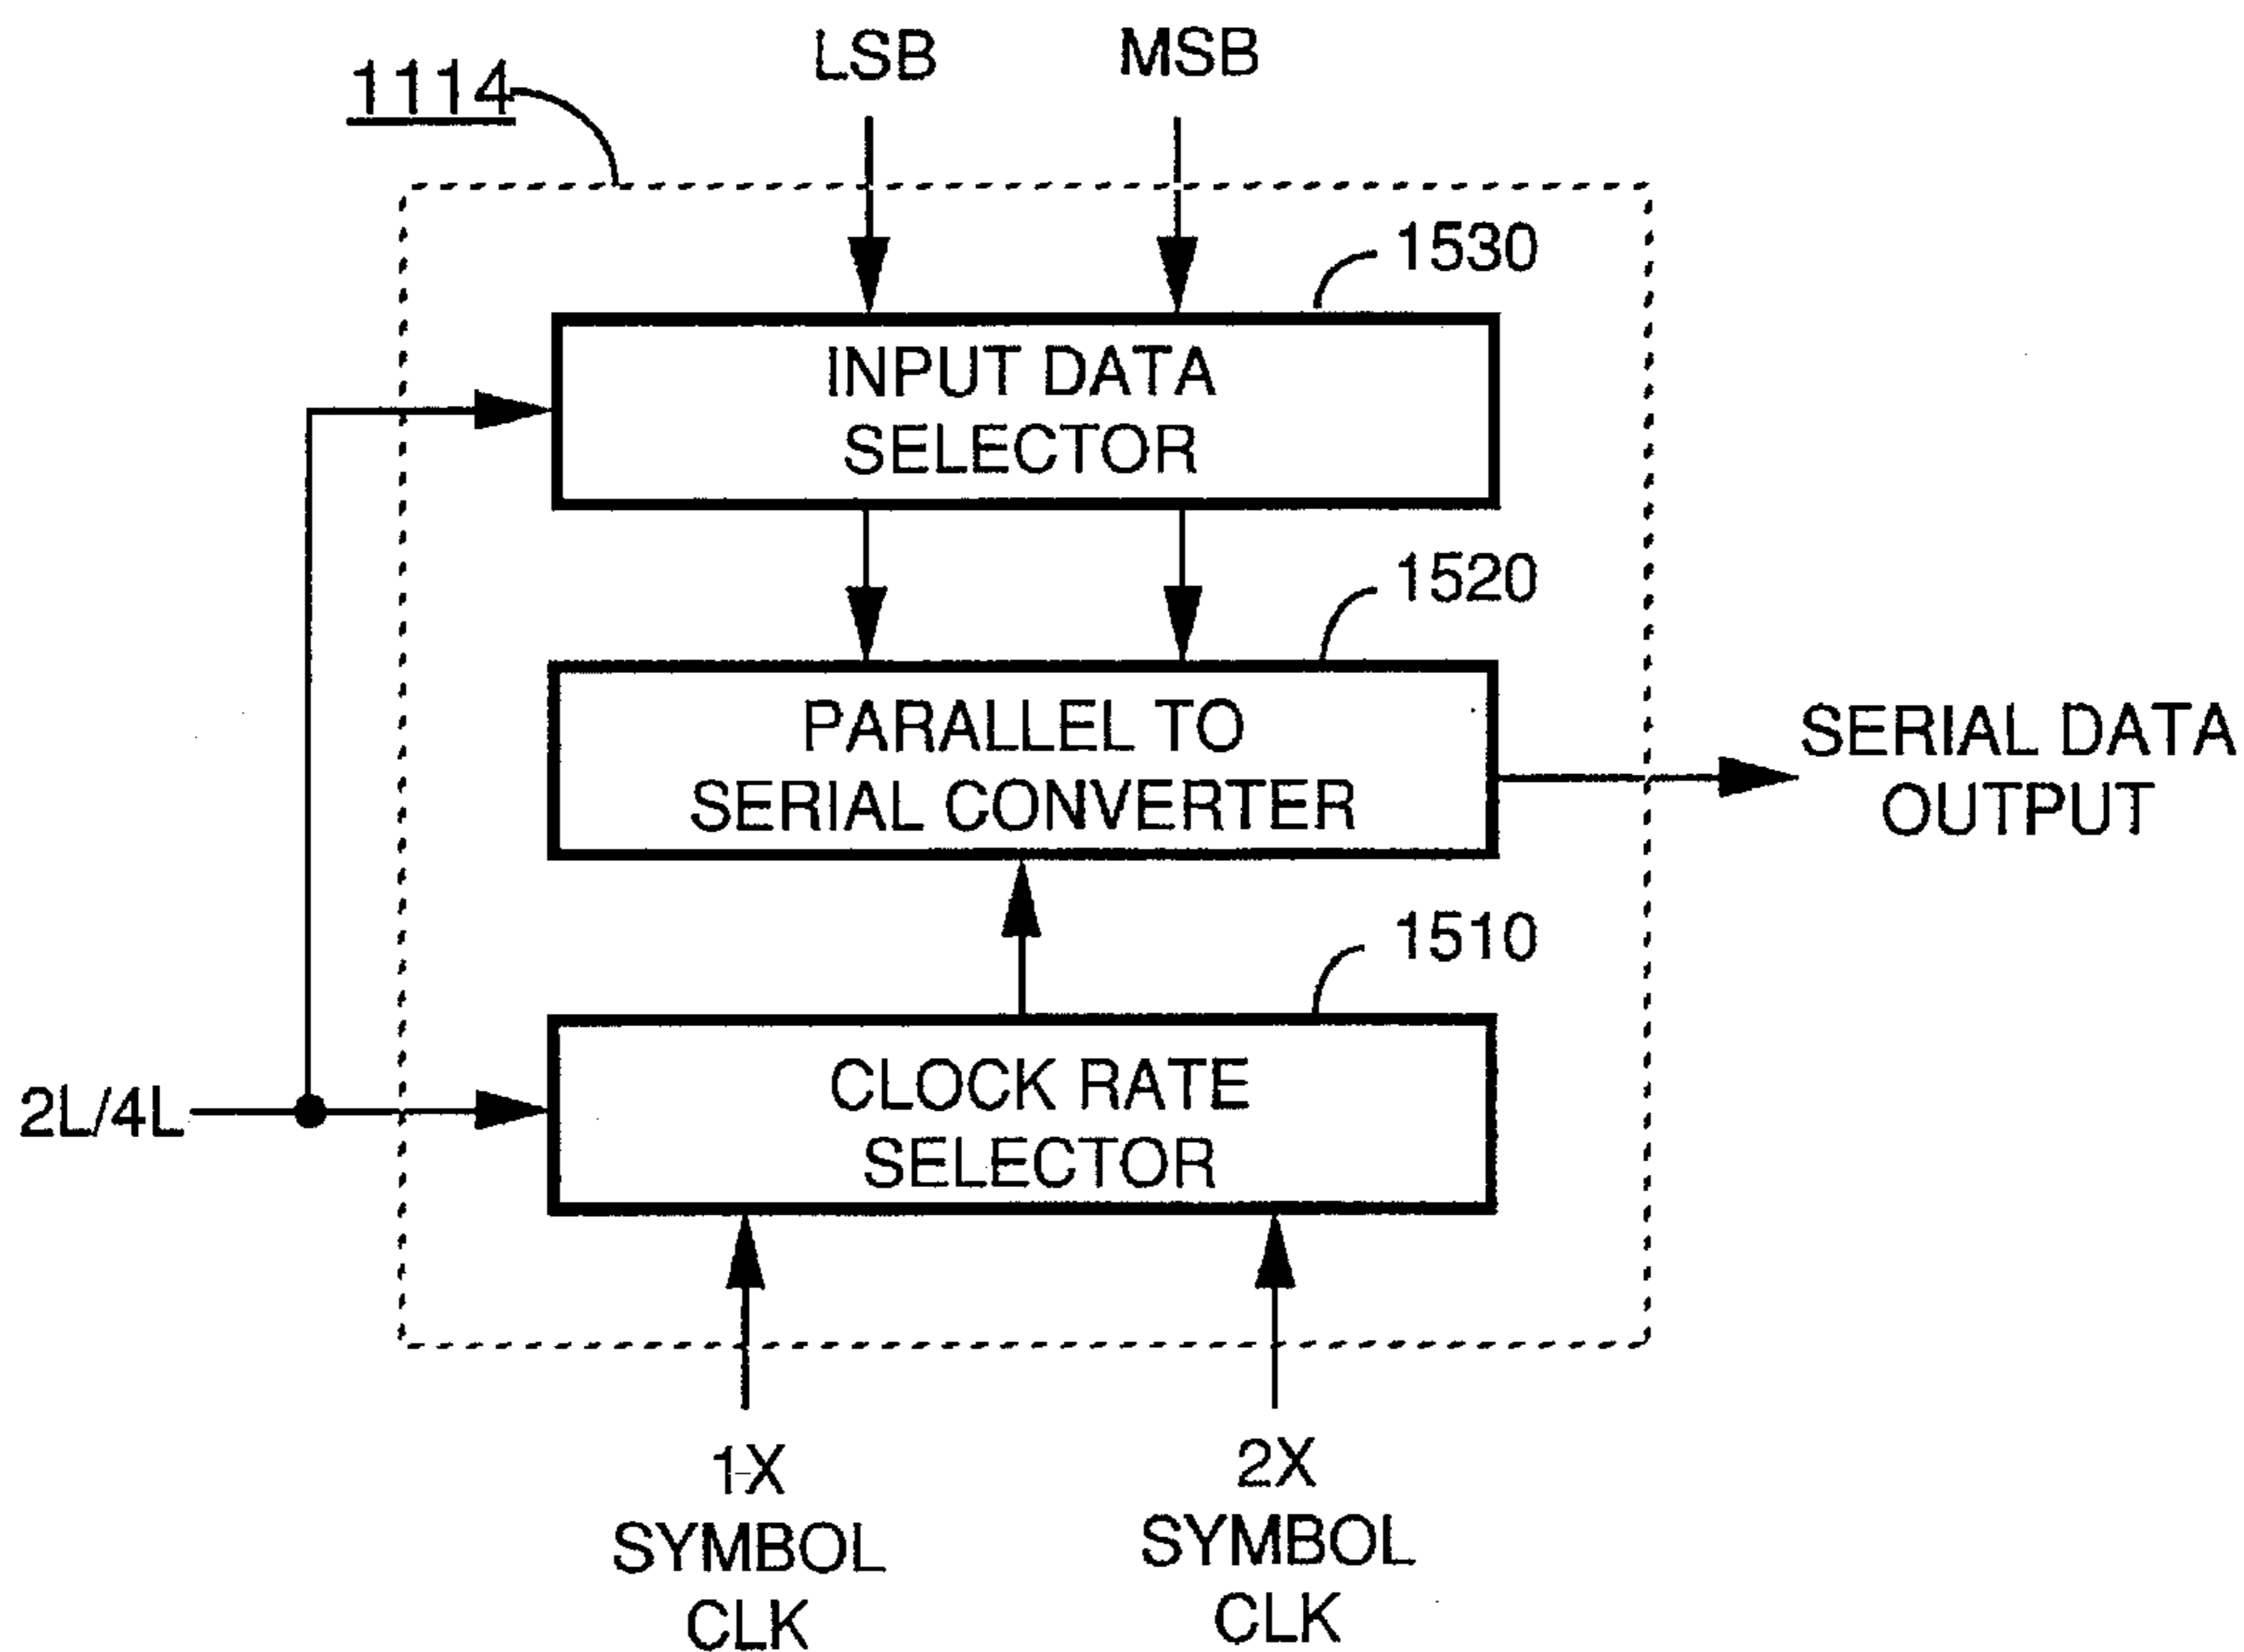 LSB
MSB
1114
1530
INPUT DATA
SELECTOR
1520
PARALLEL TO
SERIAL CONVERTER
SERIAL DATA
OUTPUT
1510
2L/4L
CLOCK RATE
SELECTOR
1X
SYMBOL
CLK
2X
SYMBOL
CLK